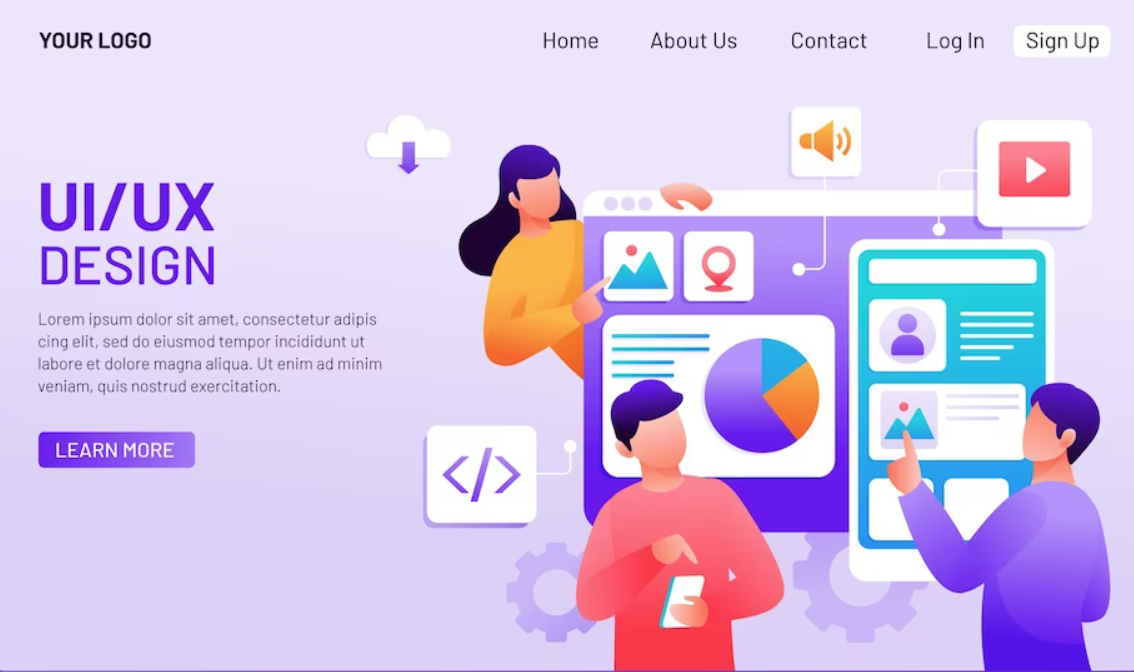 YOUR LOGO
Home About Us Contact Log In Sign Up
UI/UX
DESIGN
Lorem ipsum dolor sit amet, consectetur adipis
cing elit, sed do eiusmod tempor incididunt ut
labore et dolore magna aliqua. Ut enim ad minim
veniam, quis nostrud exercitation.
LEARN MORE
</>